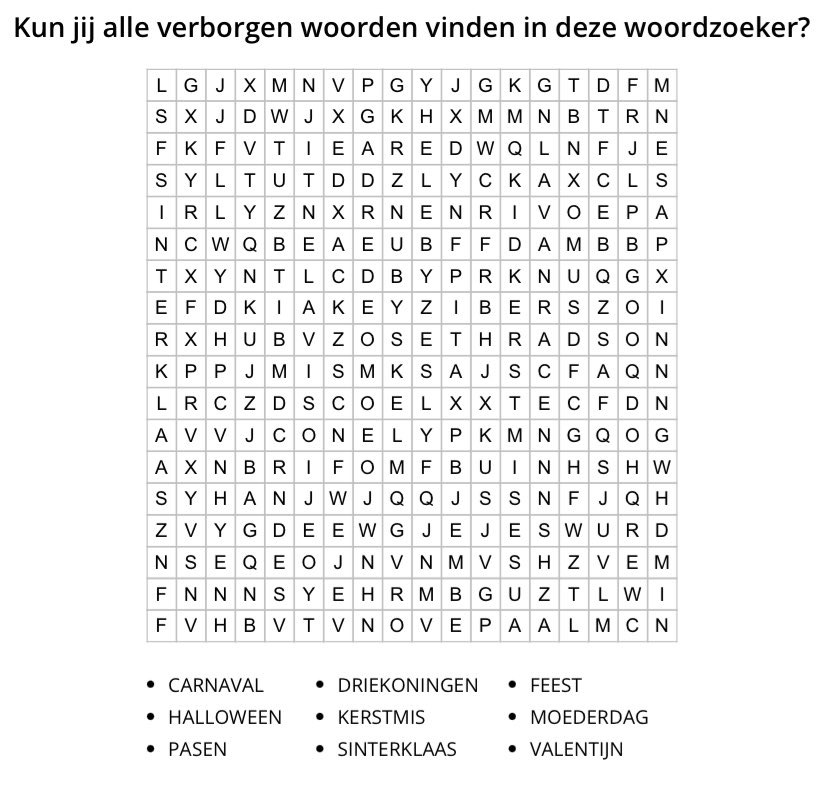 Kun jij alle verborgen woorden vinden in deze woordzoeker?
L G J X M N V P G Y J G K G T D F M
S X J D W J X G K H X M M N B T R N
F K F V T I E A R E D W Q L N F J E
S Y L T U T D D Z L Y C K A X C L S
I R L Y Z N X R N E N R I V O E P A
N C W Q B E A E U B F F D A M B B P
T X Y N T L C D B Y P R K N U Q G X
E F D K I A K E Y Z I B E R S Z O I
R X H U B V Z O S E T H R A D S O N
K P P J M I S M K S A J S C F A Q N
L R C Z D S C O E L X X T E C F D N
A V V J C O N E L Y P K M N G Q O G
A X N B R I F O M F B U I N H S H W
S Y H A N J W J Q Q J S S N F J Q H
Z V Y G D E E W G J E J E S W U R D
N S E Q E O J N V N M V S H Z V E M
F N N N S Y E H R M B G U Z T L W I
F V H B V T V N O V E P A A L M C N
CARNAVAL DRIEKONINGEN FEEST
HALLOWEEN KERSTMIS MOEDERDAG
PASEN SINTERKLAAS VALENTIJN